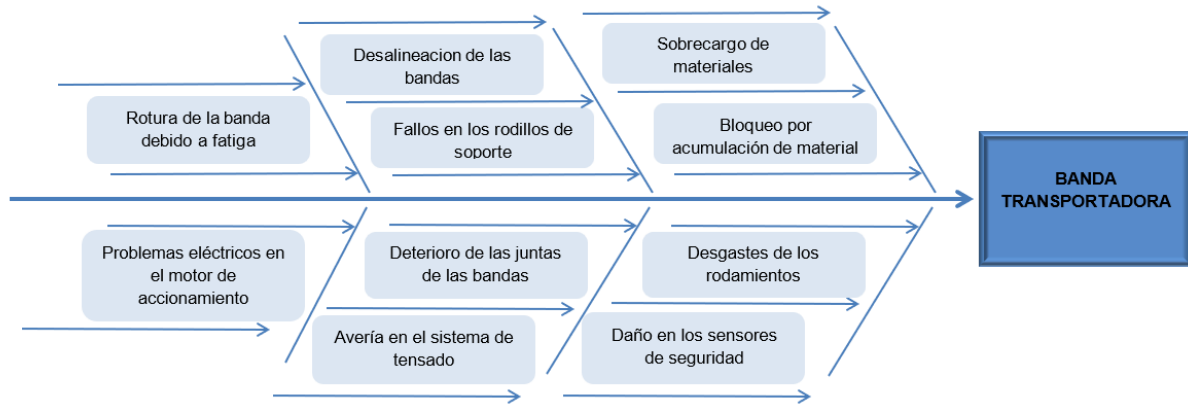 Desalineacion de las
bandas
Sobrecargo de
materiales
Rotura de la banda
debido a fatiga
Fallos en los rodillos de
soporte
Bloqueo por
acumulación de material
BANDA
TRANSPORTADORA
Problemas eléctricos en
el motor de
accionamiento
Deterioro de las juntas
de las bandas
Desgastes de los
rodamientos
Avería en el sistema de
tensado
Daño en los sensores
de seguridad